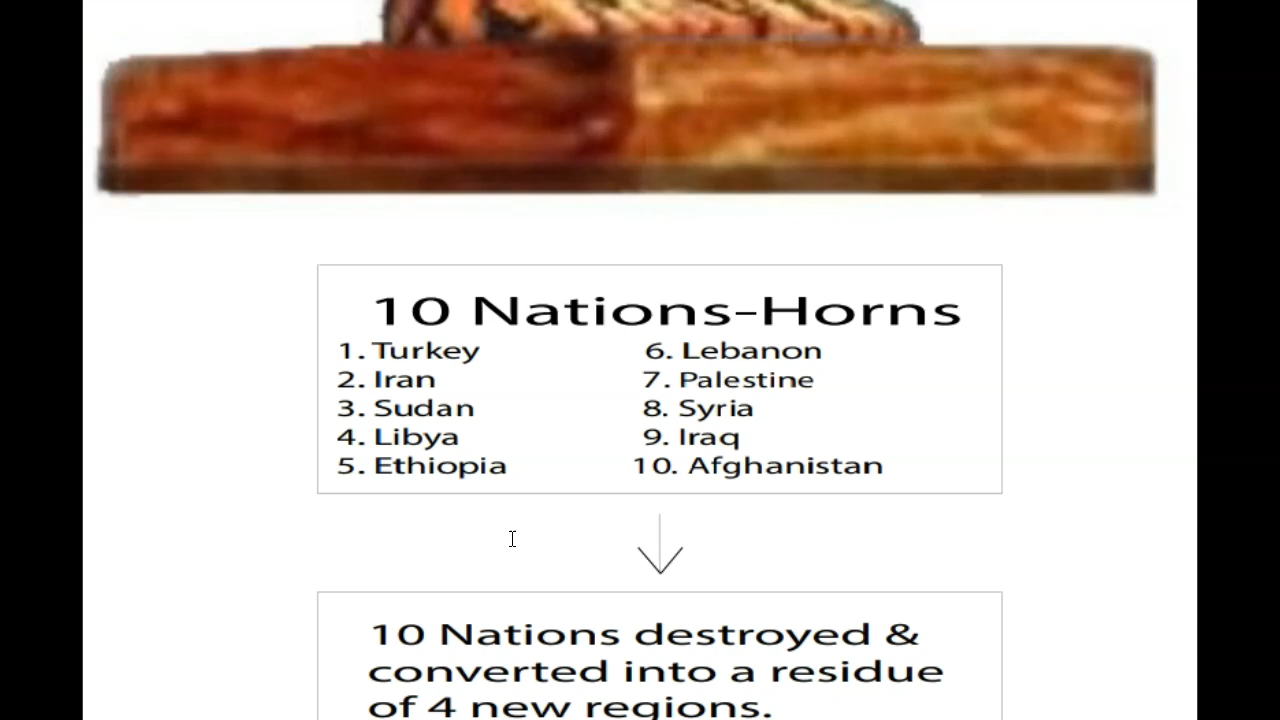 10 Nations-Horns
1. Turkey 6. Lebanon
2. Iran 7. Palestine
3. Sudan 8. Syria
4. Libya 9. Iraq
5. Ethiopia 10. Afghanistan
10 Nations destroyed &
converted into a residue
of 4 new regions.